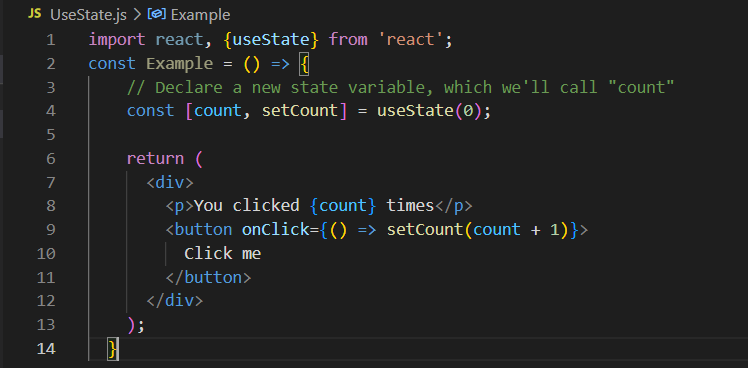 JS UseState.js > Example
1 import react, {useState} from 'react';
2 const Example = () => {
3 // Declare a new state variable, which we'll call "count"
4 const [count, setCount] = useState(0);
5
6 return (
7 <div>
8 <p>You clicked {count} times</p>
9 <button onClick={() => setCount(count + 1)}>
10 Click me
11 </button>
12 </div>
13 );
14 }